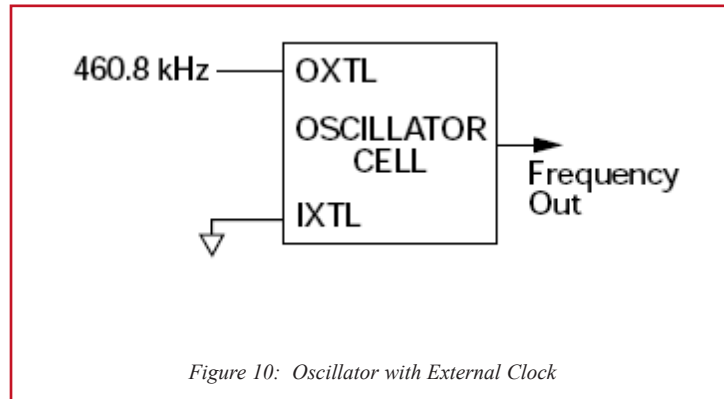 460.8 kHz
OXTL
OSCILLATOR
CELL
IXTL
Frequency
Out
Figure 10: Oscillator with External Clock